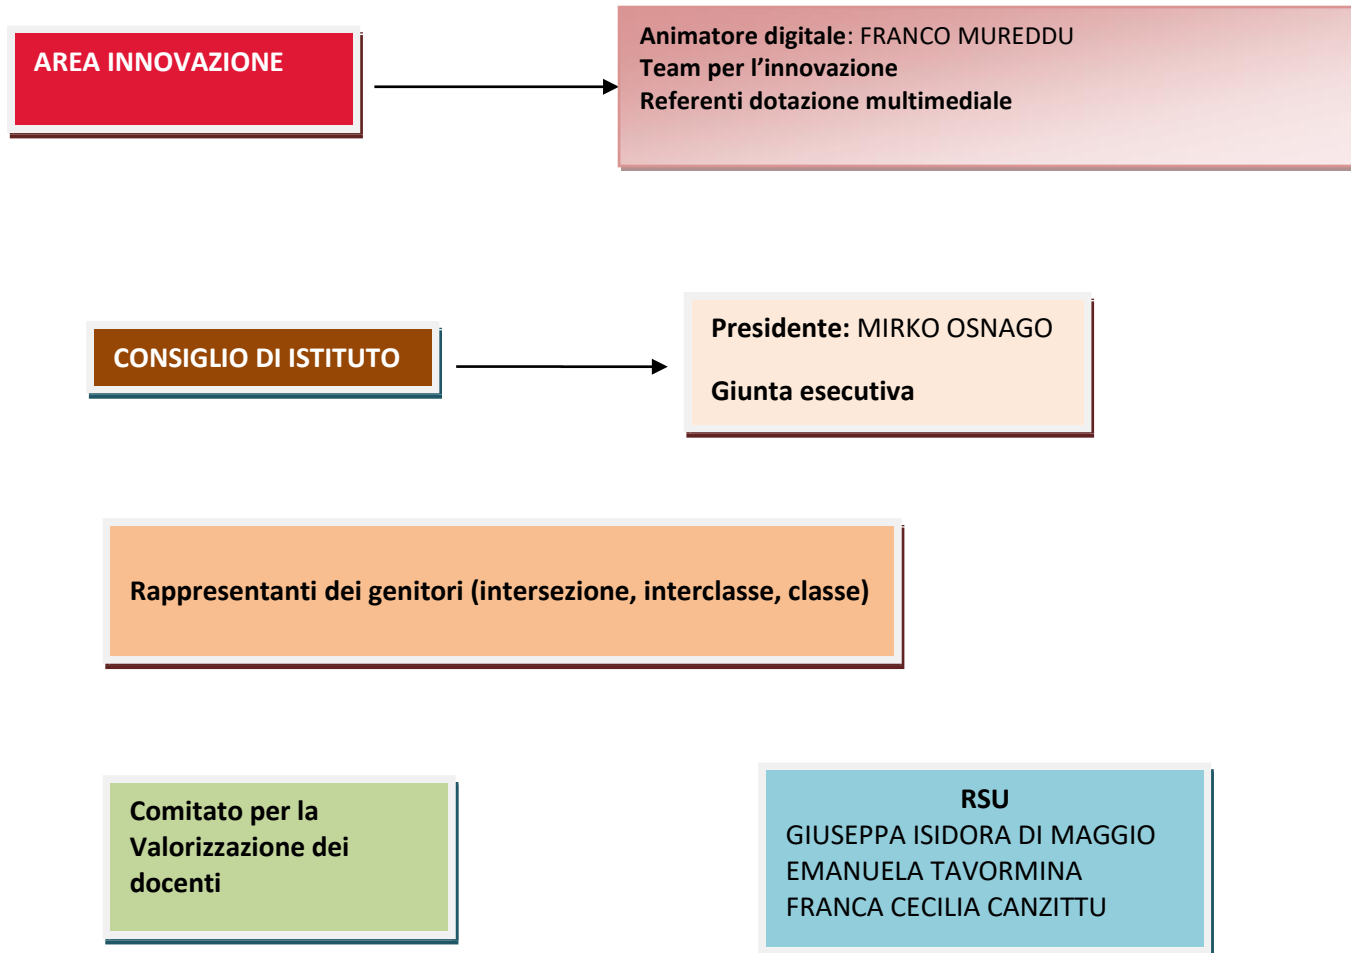 AREA INNOVAZIONE
Animatore digitale: FRANCO MUREDDU
Team per l’innovazione
Referenti dotazione multimediale
CONSIGLIO DI ISTITUTO
Presidente: MIRKO OSNAGO
Giunta esecutiva
Rappresentanti dei genitori (intersezione, interclasse, classe)
Comitato per la
Valorizzazione dei
docenti
RSU
GIUSEPPA ISIDORA DI MAGGIO
EMANUELA TAVORMINA
FRANCA CECILIA CANZITTU